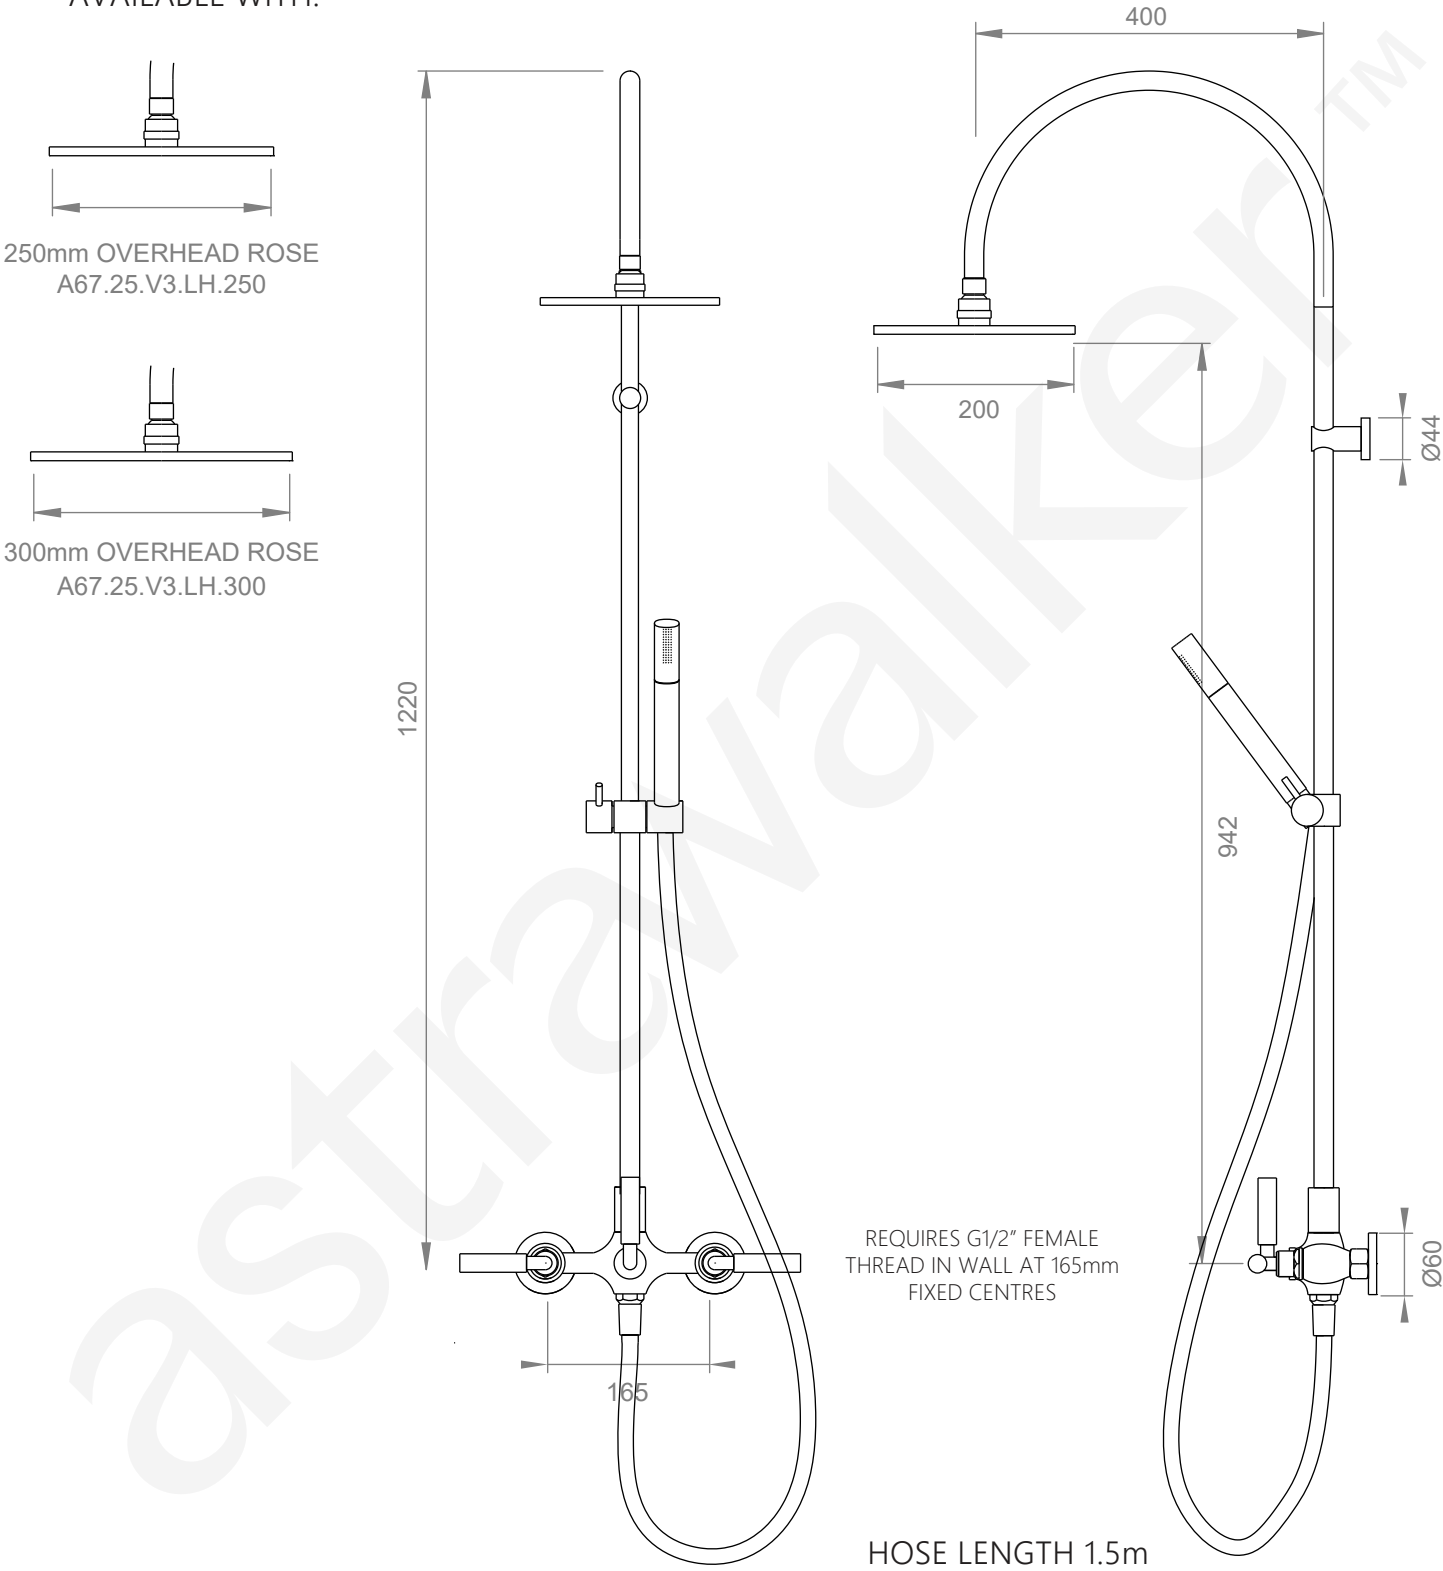 AVAILABLE WITH:
250mm OVERHEAD ROSE
A67.25.V3.LH.250
300mm OVERHEAD ROSE
A67.25.V3.LH.300
1220
165
400
200
Ø44
942
Ø60
REQUIRES G1/2" FEMALE
THREAD IN WALL AT 165mm
FIXED CENTRES
HOSE LENGTH 1.5m
astrawalker™